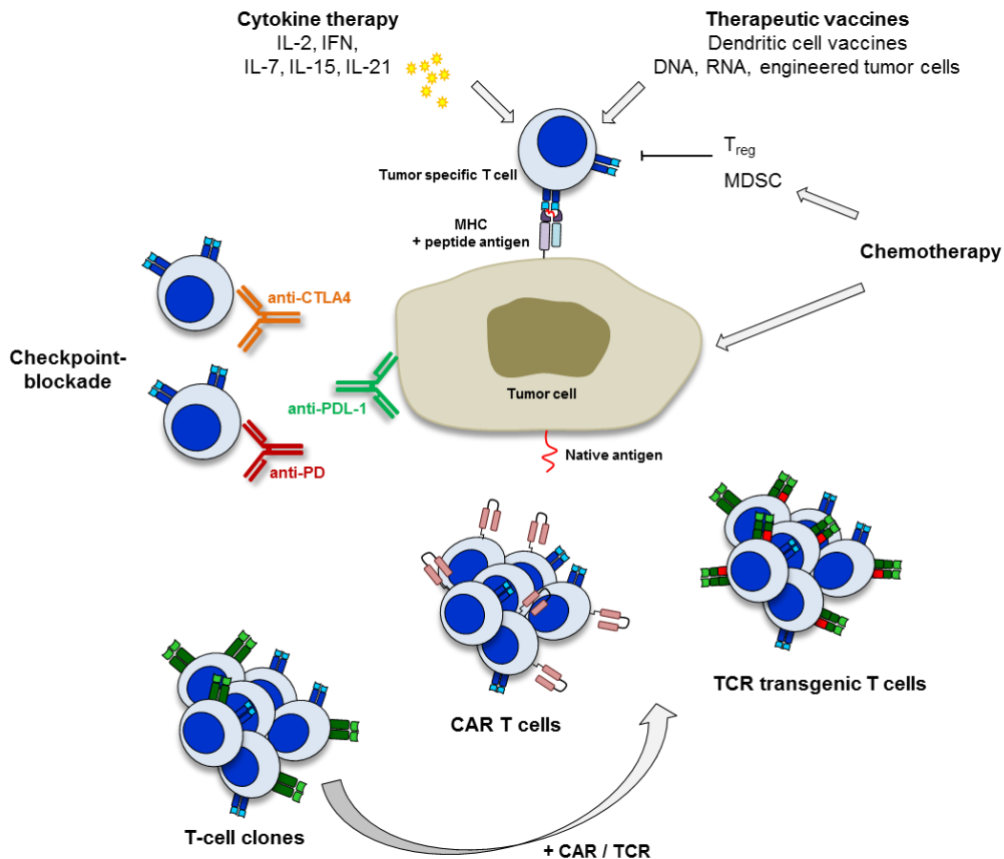 Cytokine therapy
IL-2, IFN,
IL-7, IL-15, IL-21
Therapeutic vaccines
Dendritic cell vaccines
DNA, RNA, engineered tumor cells
Tumor specific T cell
Treg
MDSC
MHC
+ peptide antigen
Chemotherapy
anti-CTLA4
Checkpoint-
blockade
anti-PDL-1
Tumor cell
anti-PD
Native antigen
TCR transgenic T cells
CAR T cells
T-cell clones
+ CAR / TCR